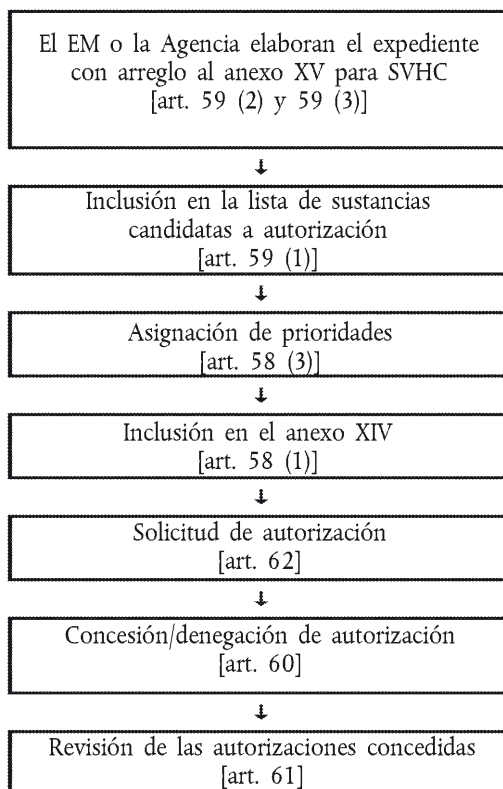 El EM o la Agencia elaboran el expediente
con arreglo al anexo XV para SVHC
[art. 59 (2) y 59 (3)]
Inclusión en la lista de sustancias
candidatas a autorización
[art. 59 (1)]
Asignación de prioridades
[art. 58 (3)]
Inclusión en el anexo XIV
[art. 58 (1)]
Solicitud de autorización
[art. 62]
Concesión/denegación de autorización
[art. 60]
Revisión de las autorizaciones concedidas
[art. 61]